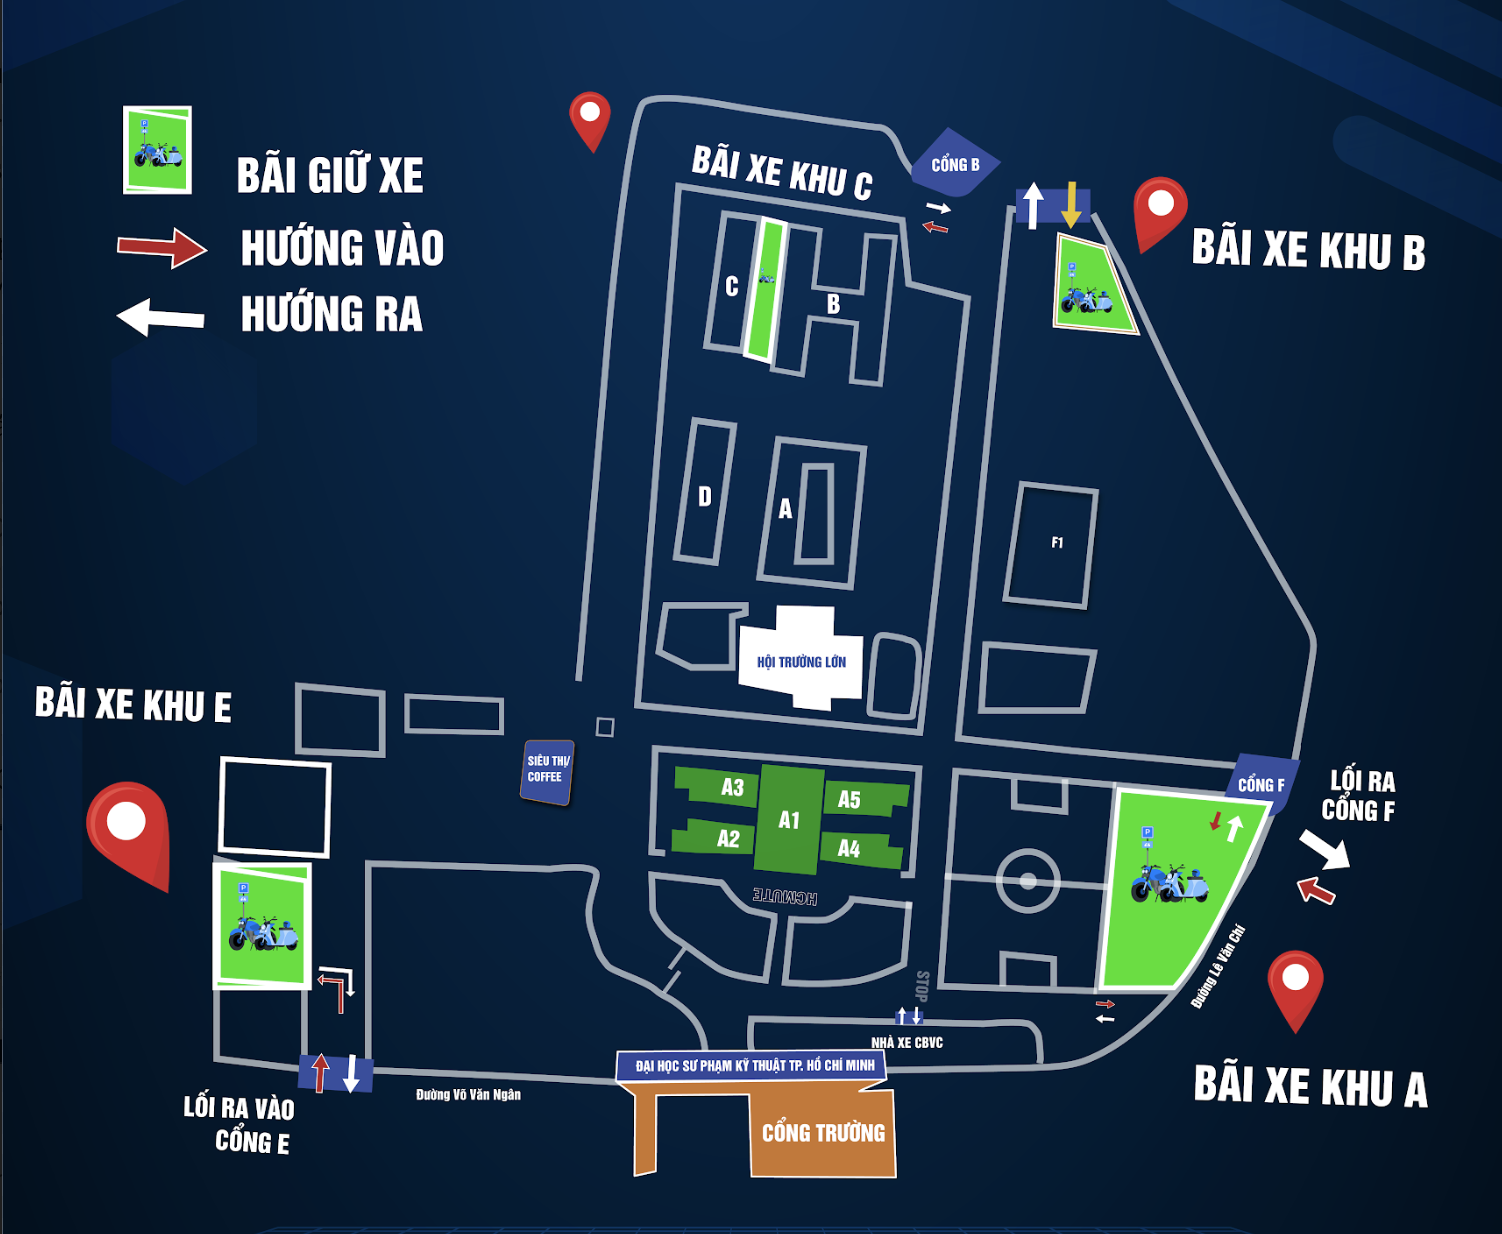 BÃI GIỮ XE
HƯỚNG VÀO
HƯỚNG RA
BÃI XE KHU C
CỔNG B
BÃI XE KHU B
C
B
D
A
F1
HỘI TRƯỜNG LỚN
BÃI XE KHU E
SIÊU THỊ/
COFFEE
A3
A1
A5
A2
A4
HCMUTE
CỔNG F
LỐI RA
CỔNG F
Đường Lê Văn Chí
STOP
NHÀ XE CBVC
ĐẠI HỌC SƯ PHẠM KỸ THUẬT TP. HỒ CHÍ MINH
CỔNG TRƯỜNG
Đường Võ Văn Ngân
LỐI RA VÀO
CỔNG E
BÃI XE KHU A